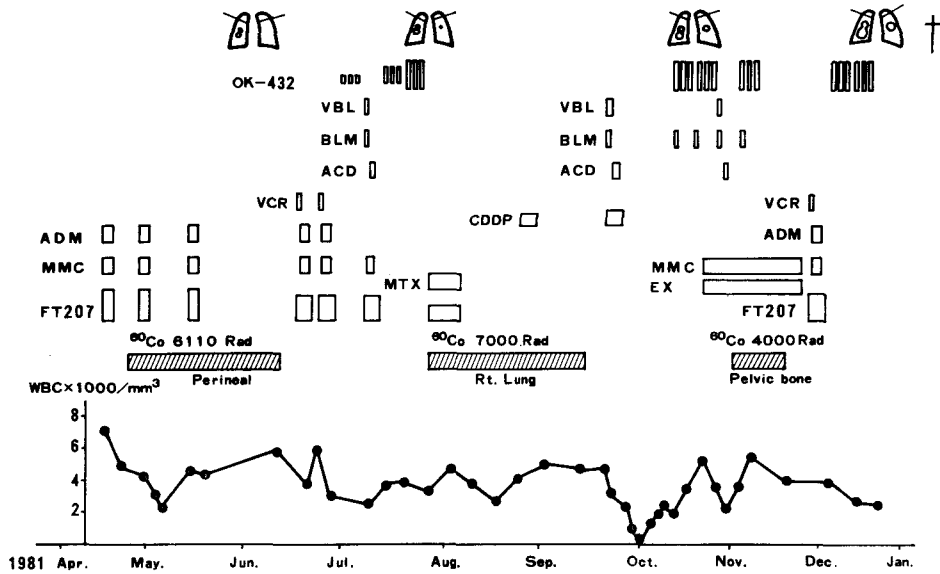 †
OK-432
VBL VBL
BLM BLM
ACD ACD
VCR CDDP VCR
ADM ADM
MMC MTX MMC
EX
FT207 FT207
⁶⁰Co 6110 Rad ⁶⁰Co 7000 Rad ⁶⁰Co 4000 Rad
Perineal Rt. Lung Pelvic bone
WBC×1000/mm³
8
6
4
2
1981 Apr. May. Jun. Jul. Aug. Sep. Oct. Nov. Dec. Jan.